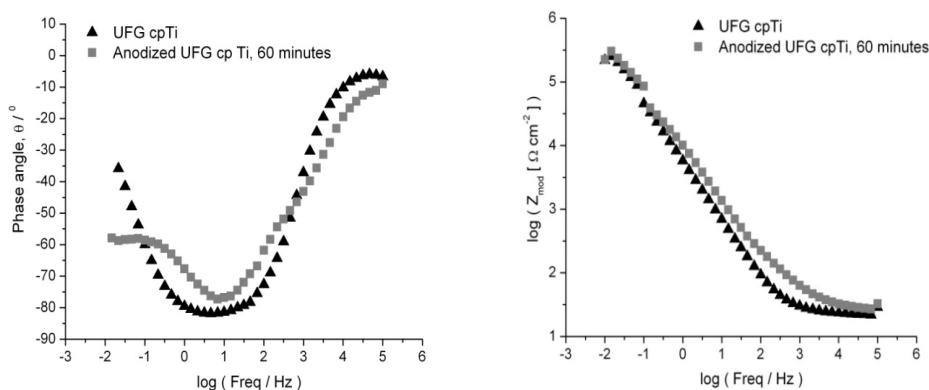 UFG cpTi
Anodized UFG cp Ti, 60 minutes
10
0
-10
-20
-30
-40
-50
-60
-70
-80
-90
Phase angle, θ / ⁰
-3 -2 -1 0 1 2 3 4 5 6
log ( Freq / Hz )
UFG cpTi
Anodized UFG cpTi, 60 minutes
6
5
4
3
2
1
log ( Z_mod [ Ω cm⁻² ] )
-3 -2 -1 0 1 2 3 4 5 6
log ( Freq / Hz )